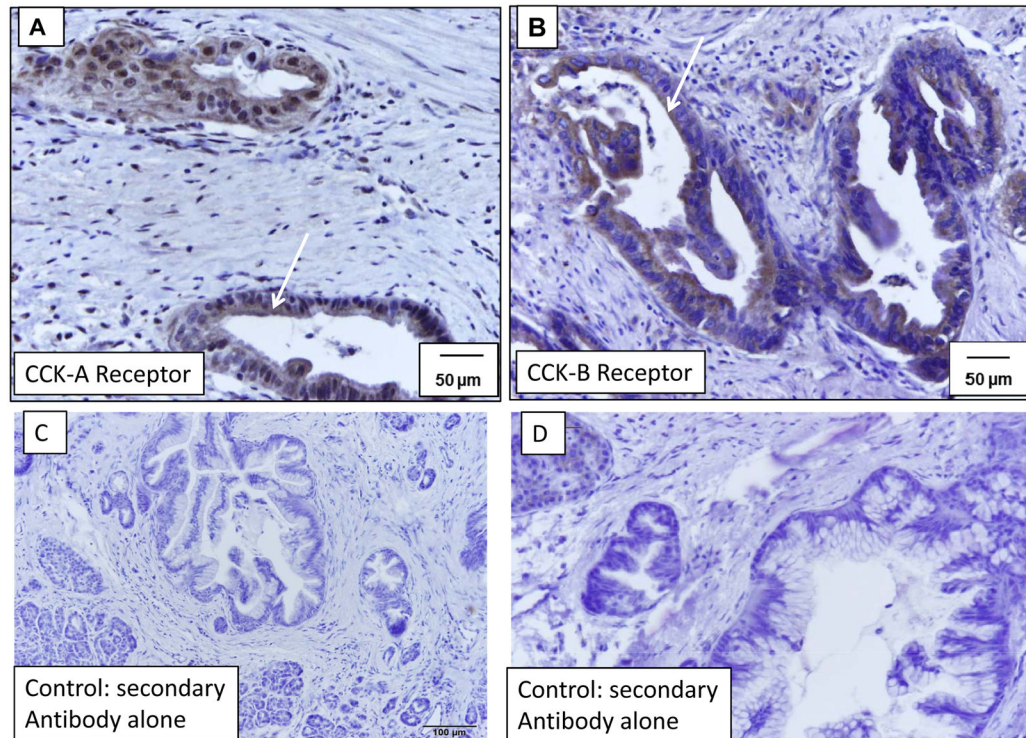 A
CCK-A Receptor
50 µm
B
CCK-B Receptor
50 µm
C
Control: secondary
Antibody alone
100 µm
D
Control: secondary
Antibody alone